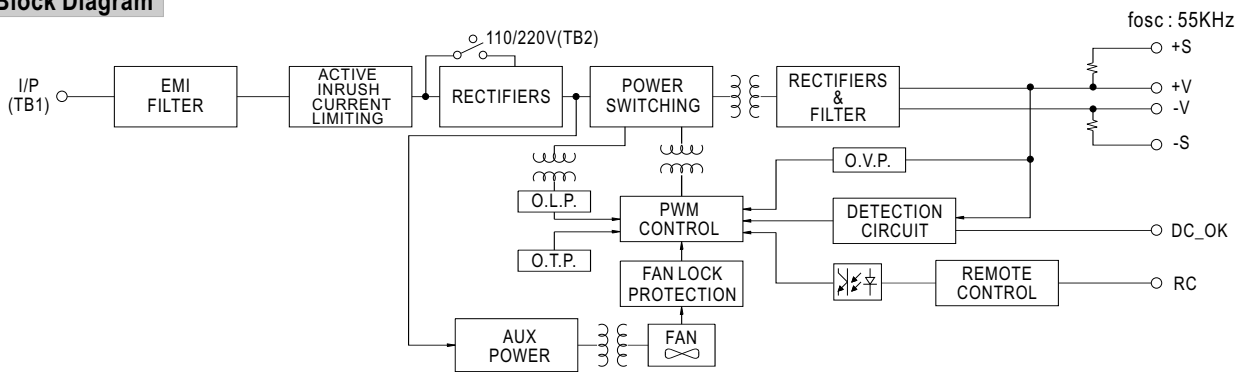 Block Diagram
fosc : 55KHz
I/P
(TB1)
EMI
FILTER
ACTIVE
INRUSH
CURRENT
LIMITING
110/220V(TB2)
RECTIFIERS
POWER
SWITCHING
RECTIFIERS
&
FILTER
+S
+V
-V
-S
O.L.P.
O.T.P.
PWM
CONTROL
O.V.P.
DETECTION
CIRCUIT
DC_OK
FAN LOCK
PROTECTION
REMOTE
CONTROL
RC
AUX
POWER
FAN